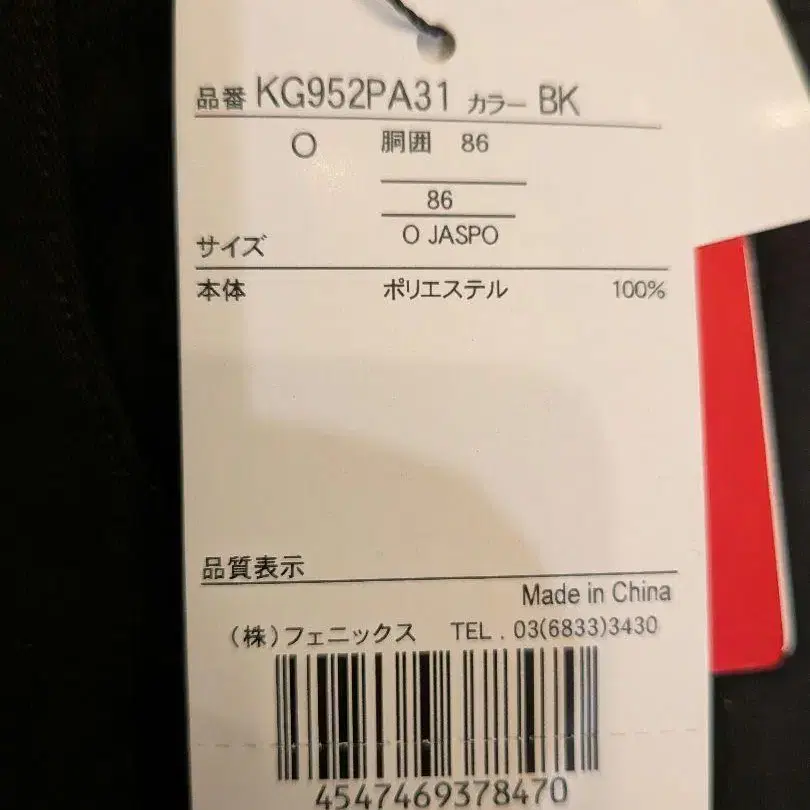 品番 KG952PA31 カラー BK
O 胴囲 86
86
サイズ O JASPO
本体 ポリエステル 100%
品質表示
Made in China
(株)フェニックス TEL . 03(6833)3430
4547469378470